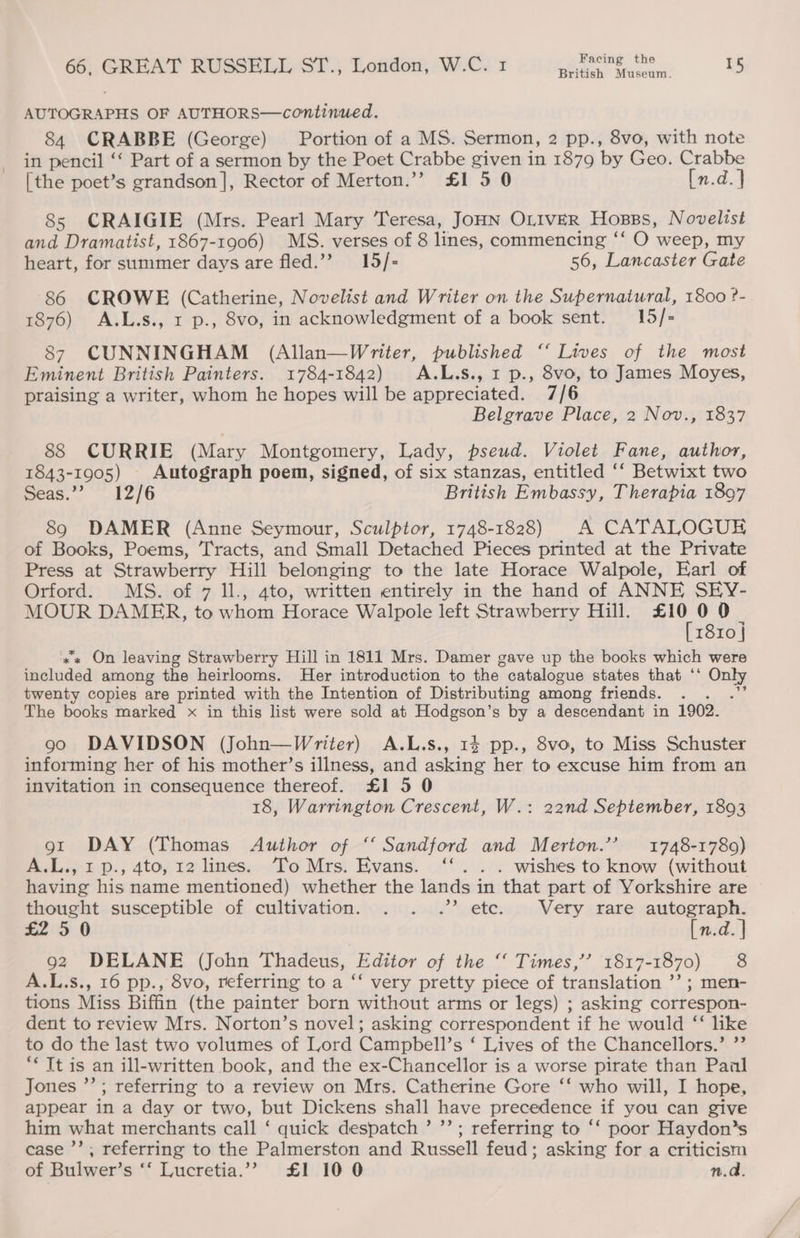 66, GREAT RUSSELL ST., London, W.C. 1 Facing the British Museum. 15
AUTOGRAPHS OF AUTHORS—continued.
84 CRABBE (George) Portion of a MS. Sermon, 2 pp., 8vo, with note
in pencil “ Part of a sermon by the Poet Crabbe given in 1879 by Geo. Crabbe
[the poet’s grandson], Rector of Merton.” £1 5 0 [n.d.]
85 CRAIGIE (Mrs. Pearl Mary Teresa, JOHN OLIVER HOBBS, Novelist
and Dramatist, 1867-1906) MS. verses of 8 lines, commencing “ O weep, my
heart, for summer days are fled.” 15/- 56, Lancaster Gate
86 CROWE (Catherine, Novelist and Writer on the Supernatural, 1800 ?-
1876) A.L.s., 1 p., 8vo, in acknowledgment of a book sent. 15/-
87 CUNNINGHAM (Allan—Writer, published “ Lives of the most
Eminent British Painters. 1784-1842) A.L.s., 1 p., 8vo, to James Moyes,
praising a writer, whom he hopes will be appreciated. 7/6
Belgrave Place, 2 Nov., 1837
88 CURRIE (Mary Montgomery, Lady, pseud. Violet Fane, author,
1843-1905) Autograph poem, signed, of six stanzas, entitled “ Betwixt two
Seas.” 12/6 British Embassy, Therapia 1897
89 DAMER (Anne Seymour, Sculptor, 1748-1828) A CATALOGUE
of Books, Poems, Tracts, and Small Detached Pieces printed at the Private
Press at Strawberry Hill belonging to the late Horace Walpole, Earl of
Orford. MS. of 7 ll., 4to, written entirely in the hand of ANNE SEY-
MOUR DAMER, to whom Horace Walpole left Strawberry Hill. £10 0 0
[1810]
*** On leaving Strawberry Hill in 1811 Mrs. Damer gave up the books which were
included among the heirlooms. Her introduction to the catalogue states that “ Only
twenty copies are printed with the Intention of Distributing among friends. . . .”
The books marked × in this list were sold at Hodgson’s by a descendant in 1902.
90 DAVIDSON (John—Writer) A.L.s., 1¾ pp., 8vo, to Miss Schuster
informing her of his mother’s illness, and asking her to excuse him from an
invitation in consequence thereof. £1 5 0
18, Warrington Crescent, W.: 22nd September, 1893
91 DAY (Thomas Author of “ Sandford and Merton.” 1748-1789)
A.L., 1 p., 4to, 12 lines. To Mrs. Evans. “ . . . wishes to know (without
having his name mentioned) whether the lands in that part of Yorkshire are
thought susceptible of cultivation. . . .” etc. Very rare autograph.
£2 5 0 [n.d.]
92 DELANE (John Thadeus, Editor of the “ Times,” 1817-1870) 8
A.L.s., 16 pp., 8vo, referring to a “ very pretty piece of translation ” ; men-
tions Miss Biffin (the painter born without arms or legs) ; asking correspon-
dent to review Mrs. Norton’s novel; asking correspondent if he would “ like
to do the last two volumes of Lord Campbell’s ‘ Lives of the Chancellors.’ ”
“ It is an ill-written book, and the ex-Chancellor is a worse pirate than Paul
Jones ” ; referring to a review on Mrs. Catherine Gore “ who will, I hope,
appear in a day or two, but Dickens shall have precedence if you can give
him what merchants call ‘ quick despatch ’ ” ; referring to “ poor Haydon’s
case ” ; referring to the Palmerston and Russell feud; asking for a criticism
of Bulwer’s “ Lucretia.” £1 10 0 n.d.